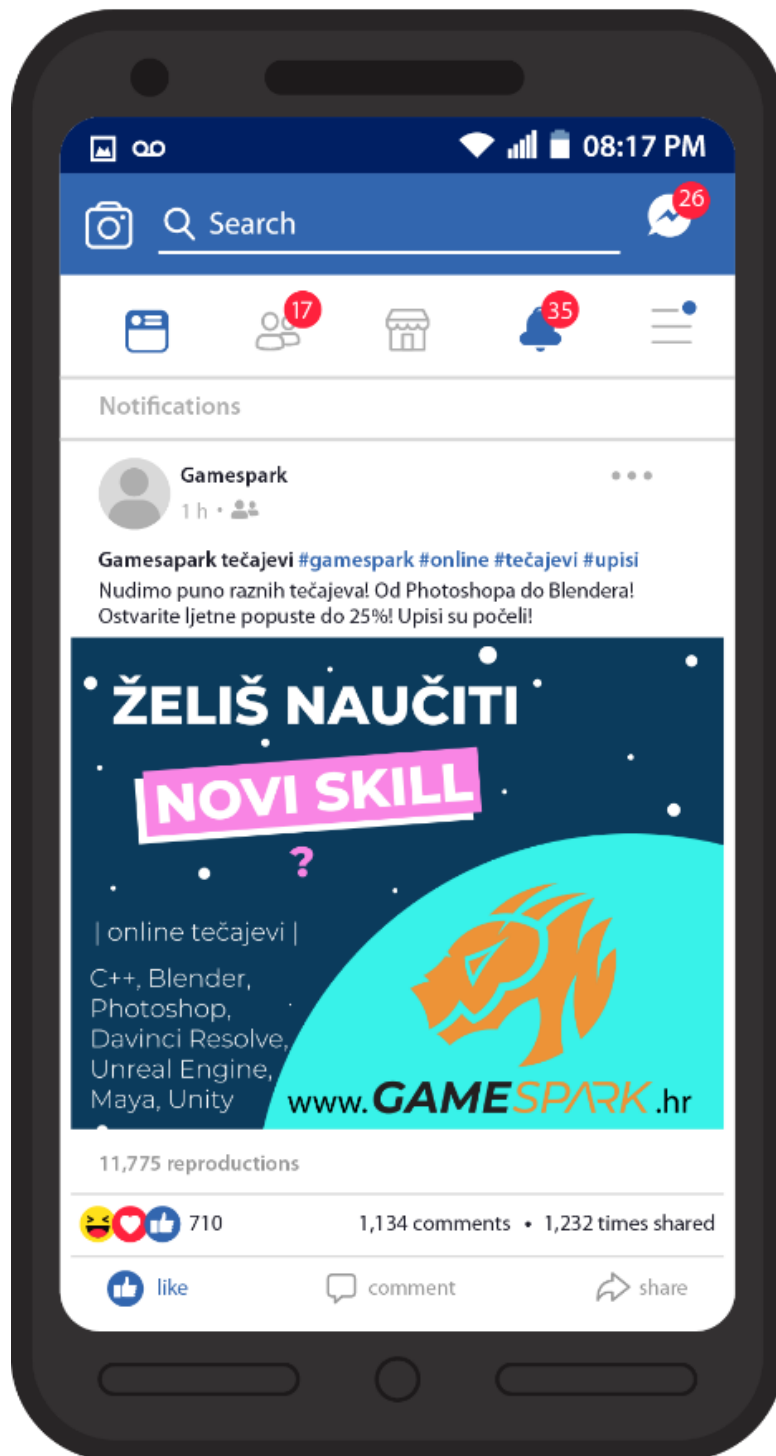 08:17 PM
Search
26
17
35
Notifications
Gamespark
1 h
Gamesapark tečajevi #gamespark #online #tečajevi #upisi
Nudimo puno raznih tečajeva! Od Photoshopa do Blendera!
Ostvarite ljetne popuste do 25%! Upisi su počeli!
ŽELIŠ NAUČITI
NOVI SKILL
?
| online tečajevi |
C++, Blender,
Photoshop,
Davinci Resolve,
Unreal Engine,
Maya, Unity
www.GAMESPARK.hr
11,775 reproductions
710 1,134 comments • 1,232 times shared
like comment share